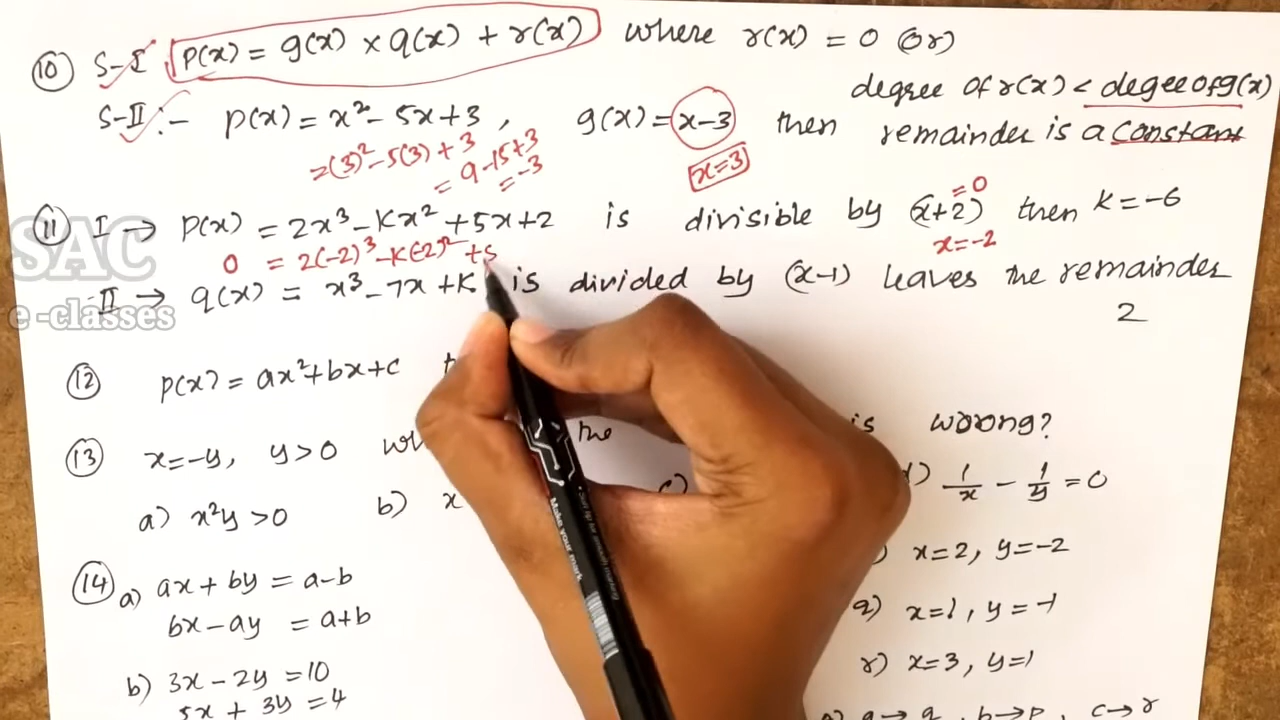 10 S-I P(x) = g(x) × q(x) + r(x) where r(x) = 0 (or)
degree of r(x) < degee of g(x)
S-II :- p(x) = x² - 5x + 3 , g(x) = x-3 then remainder is a constant
= (3)² - 5(3) + 3
= 9 - 15 + 3
= -3
x = 3
= 0
11 I → p(x) = 2x³ - Kx² + 5x + 2 is divisible by (x+2) then K = -6
0 = 2(-2)³ - K(-2)² + 5
x = -2
II → q(x) = x³ - 7x + K is divided by (x-1) leaves the remainder
2
SAC
e-classes
12 p(x) = ax² + bx + c
13 x = -y, y > 0 the is wrong?
a) x²y > 0 b) x c) 1/x - 1/y = 0
14 a) ax + by = a - b ) x = 2, y = -2
bx - ay = a + b q) x = 1, y = -1
b) 3x - 2y = 10 r) x = 3, y = 1
5x + 3y = 4 a → q, b → p, c → r